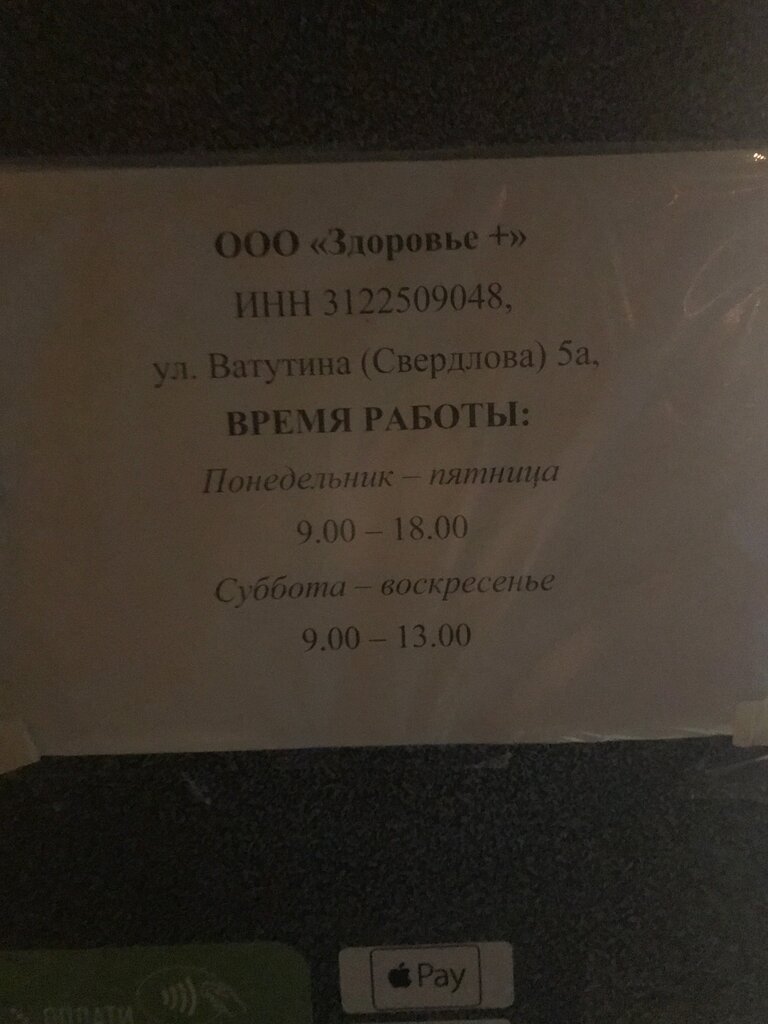 ООО «Здоровье +»
ИНН 3122509048,
ул. Ватутина (Свердлова) 5а,
ВРЕМЯ РАБОТЫ:
Понедельник – пятница
9.00 – 18.00
Суббота – воскресенье
9.00 – 13.00
Pay